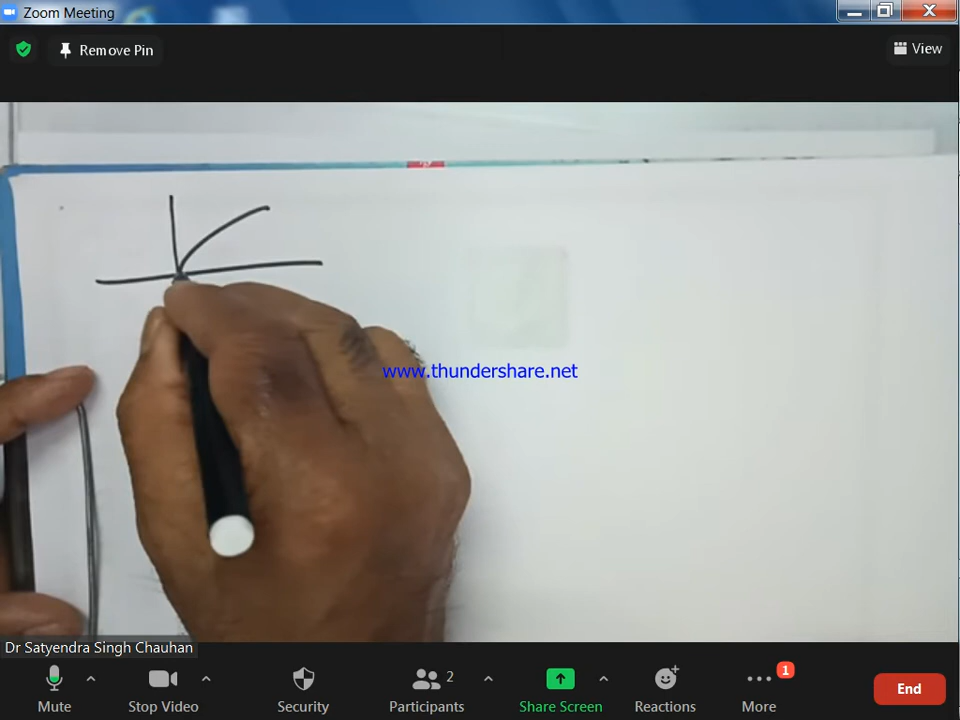 Zoom Meeting
Remove Pin
View
www.thundershare.net
Dr Satyendra Singh Chauhan
Mute
Stop Video
Security
Participants
2
Share Screen
Reactions
More
1
End